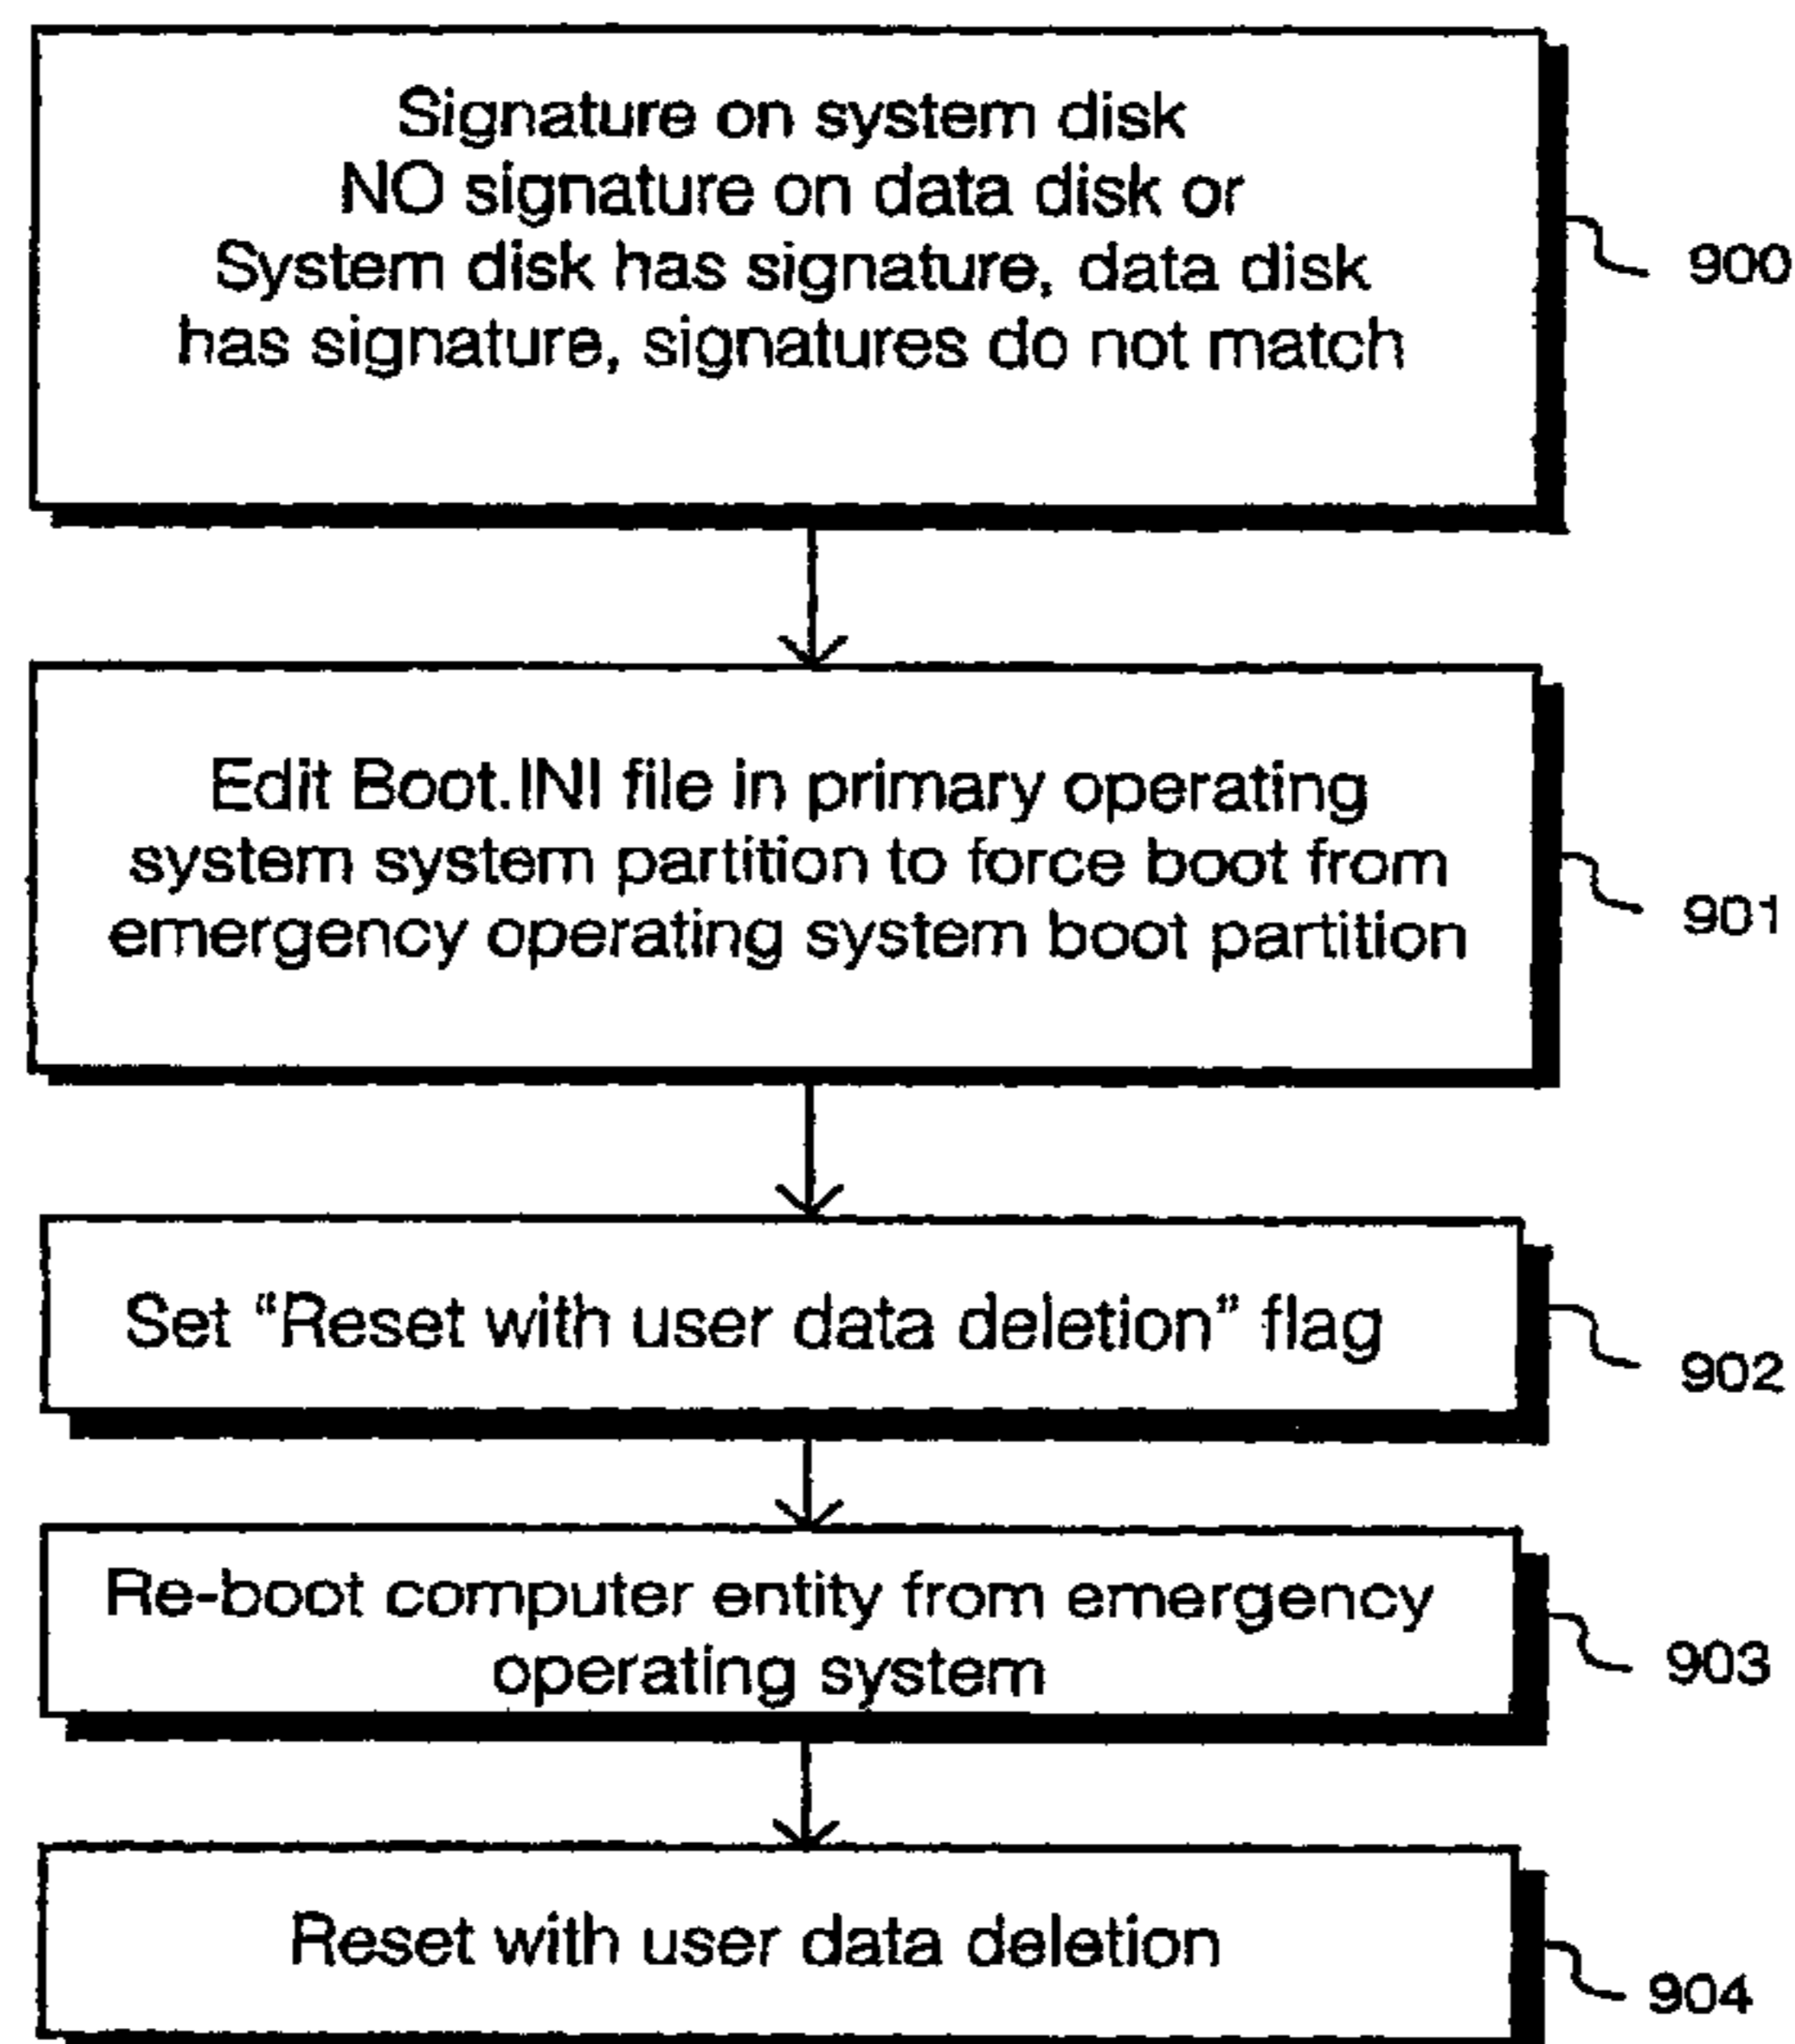 Signature on system disk
NO signature on data disk or
System disk has signature, data disk
has signature, signatures do not match
900
Edit Boot.INI file in primary operating
system system partition to force boot from
emergency operating system boot partition
901
Set “Reset with user data deletion” flag
902
Re-boot computer entity from emergency
operating system
903
Reset with user data deletion
904